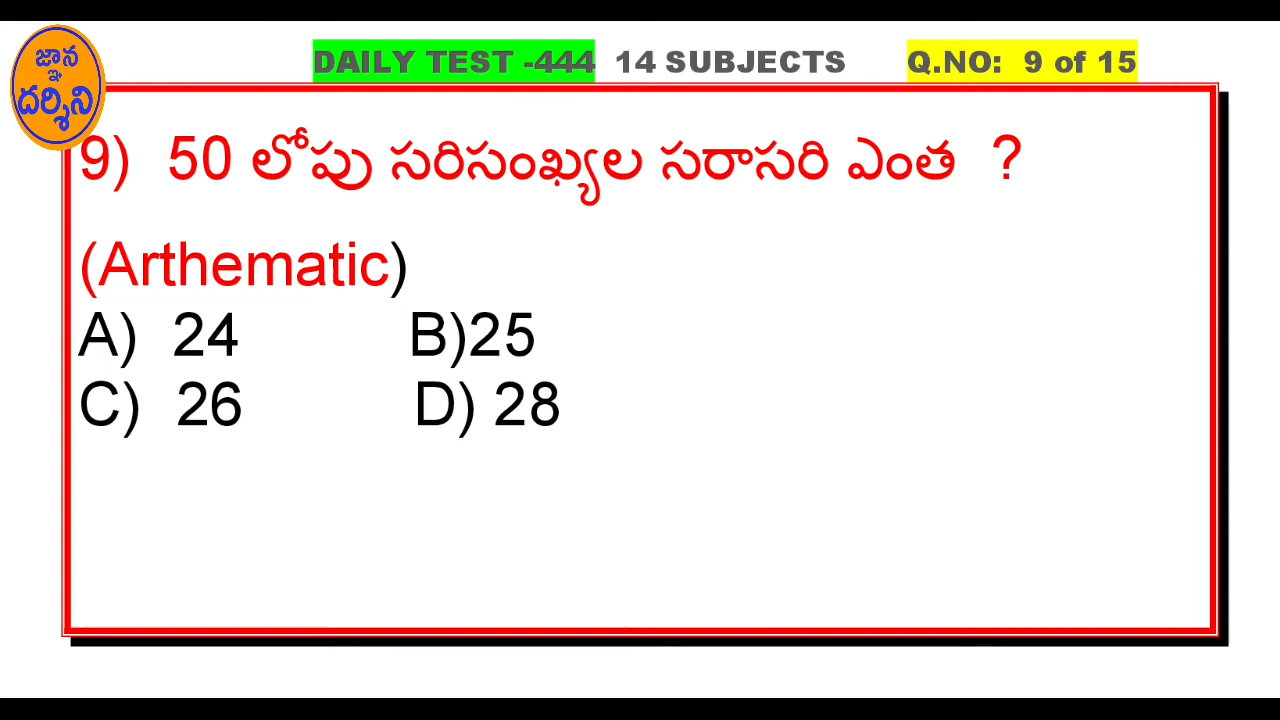 జ్ఞాన
దర్శిని
DAILY TEST -444 14 SUBJECTS Q.NO: 9 of 15
9) 50 లోపు సరిసంఖ్యల సరాసరి ఎంత ?
(Arthematic)
A) 24 B)25
C) 26 D) 28